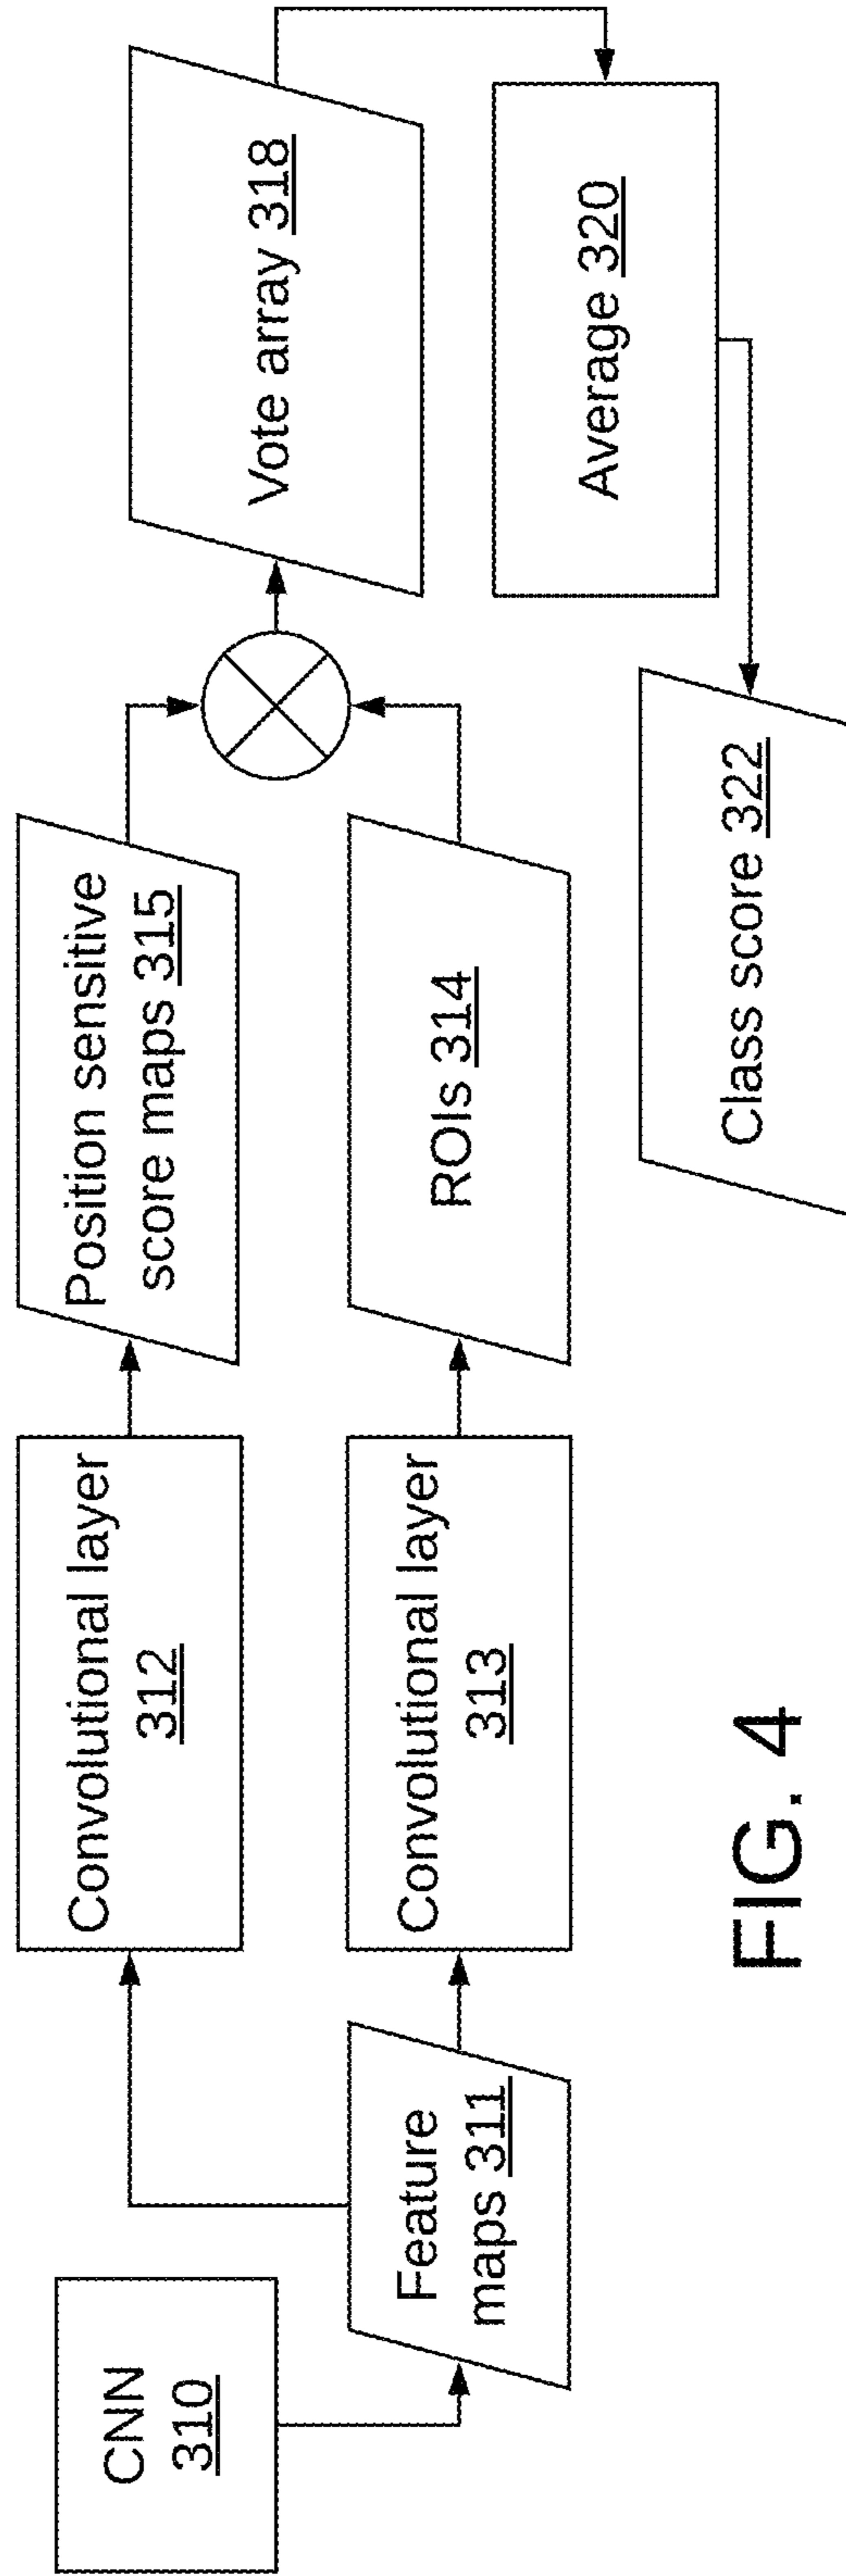 CNN
310
Feature
maps 311
Convolutional layer
312
Convolutional layer
313
Position sensitive
score maps 315
ROIs 314
Vote array 318
Average 320
Class score 322
FIG. 4